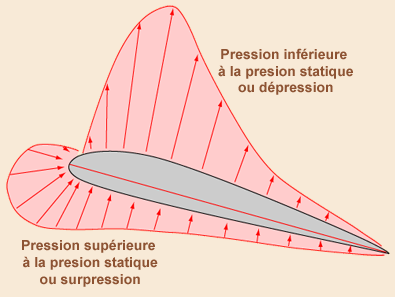 Pression inférieure
à la presion statique
ou dépression
Pression supérieure
à la presion statique
ou surpression